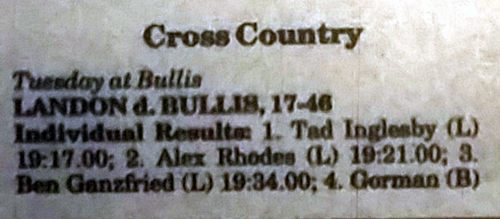 Cross Country
Tuesday at Bullis
LANDON d. BULLIS, 17-46
Individual Results: 1. Tad Inglesby (L)
19:17.00; 2. Alex Rhodes (L) 19:21.00; 3.
Ben Ganzfried (L) 19:34.00; 4. Gorman (B)